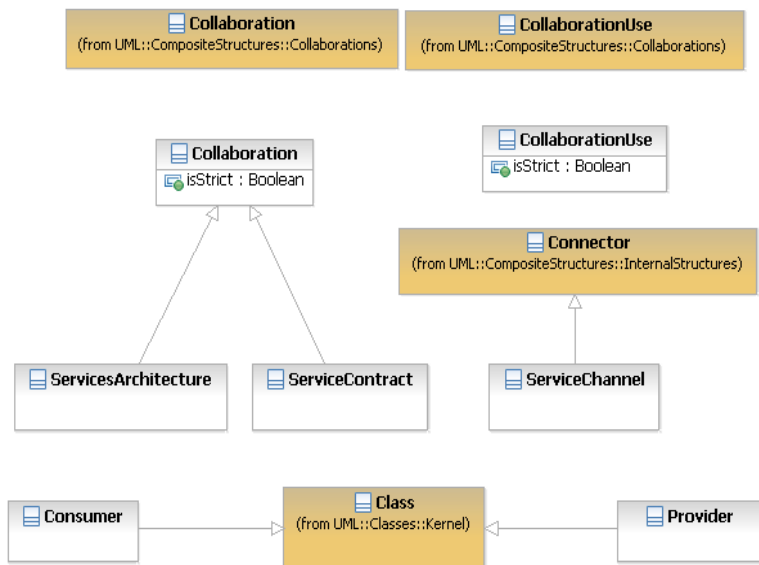 Collaboration
(from UML::CompositeStructures::Collaborations)
CollaborationUse
(from UML::CompositeStructures::Collaborations)
Collaboration
isStrict : Boolean
CollaborationUse
isStrict : Boolean
Connector
(from UML::CompositeStructures::InternalStructures)
ServicesArchitecture
ServiceContract
ServiceChannel
Consumer
Class
(from UML::Classes::Kernel)
Provider